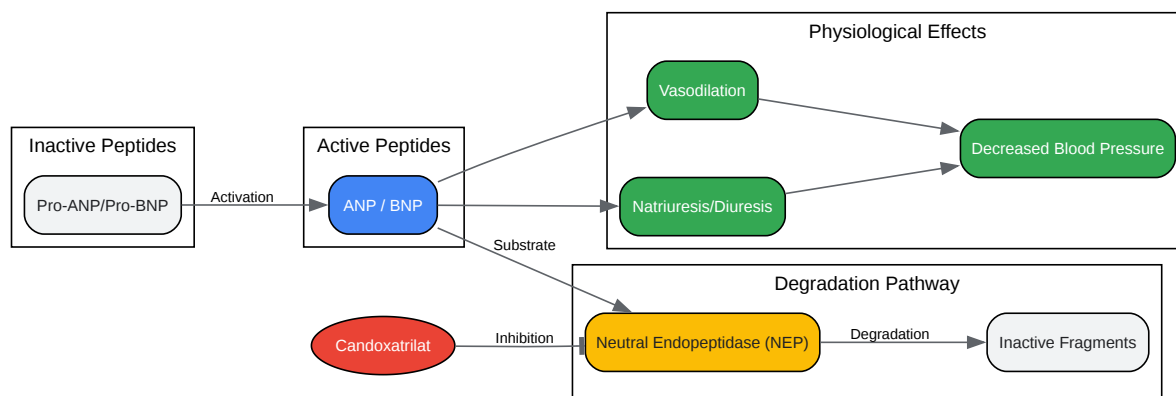 Physiological Effects
Vasodilation
Inactive Peptides
Active Peptides
Decreased Blood Pressure
Pro-ANP/Pro-BNP
Activation
ANP / BNP
Natriuresis/Diuresis
Substrate
Degradation Pathway
Candoxatrilat
Inhibition
Neutral Endopeptidase (NEP)
Degradation
Inactive Fragments